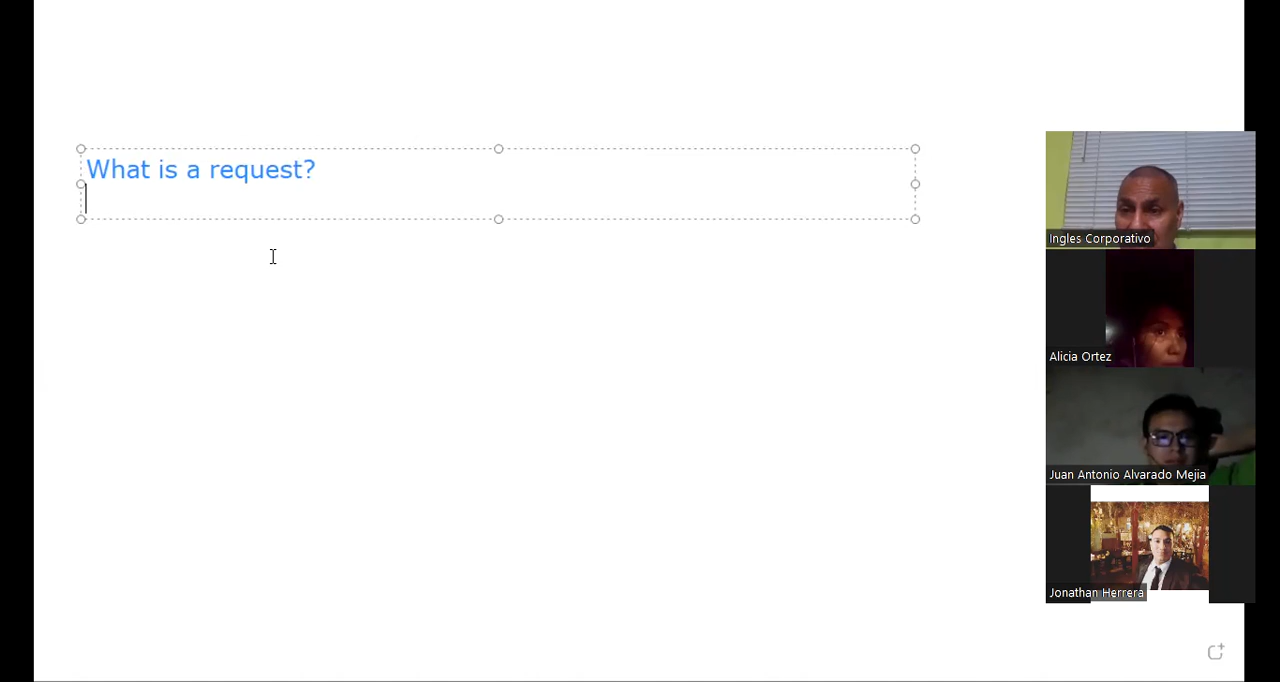 What is a request?
Ingles Corporativo
Alicia Ortez
Juan Antonio Alvarado Mejia
Jonathan Herrera